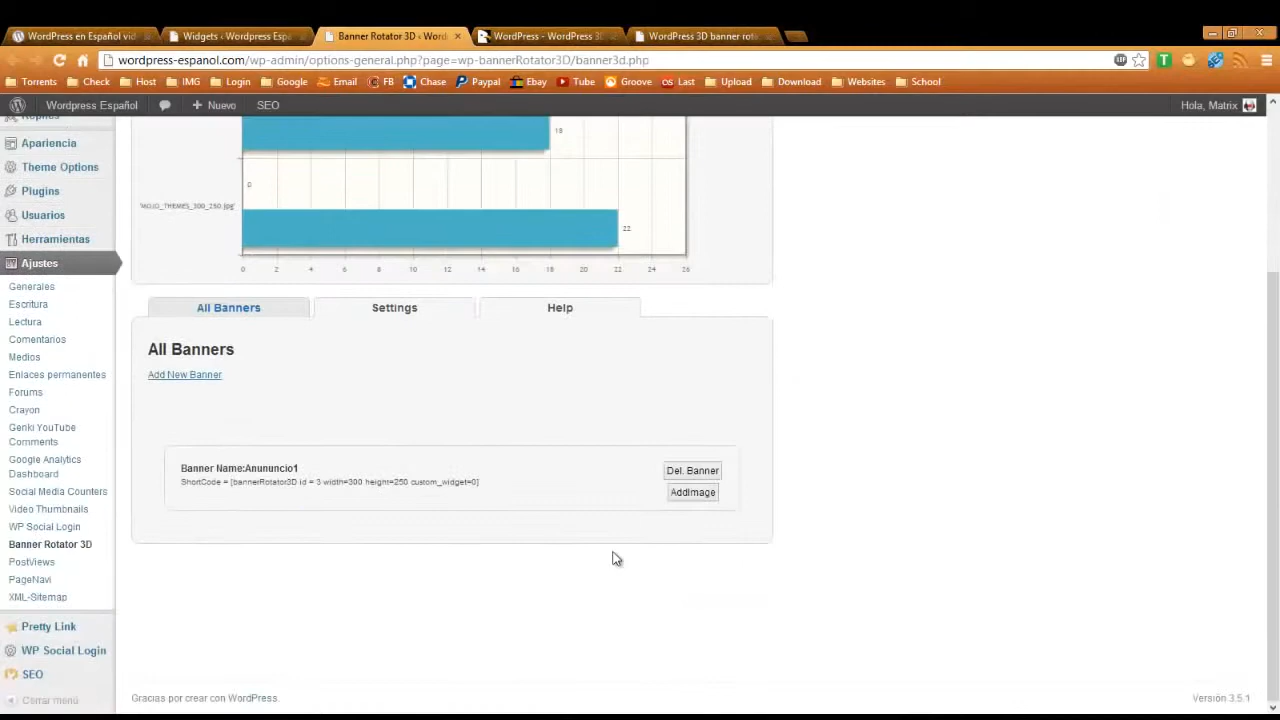 WordPress en Español vid
Widgets ‹ Wordpress Espa
Banner Rotator 3D ‹ Word
WordPress - WordPress 3D
WordPress 3D banner rot
wordpress-espanol.com/wp-admin/options-general.php?page=wp-bannerRotator3D/banner3d.php
Torrents Check Host IMG Login Google Email FB Chase Paypal Ebay Tube Groove Last Upload Download Websites School
Wordpress Español Nuevo SEO Hola, Matrix
Replies
Apariencia
Theme Options
Plugins
Usuarios
Herramientas
Ajustes
Generales
Escritura
Lectura
Comentarios
Medios
Enlaces permanentes
Forums
Crayon
Genki YouTube
Comments
Google Analytics
Dashboard
Social Media Counters
Video Thumbnails
WP Social Login
Banner Rotator 3D
PostViews
PageNavi
XML-Sitemap
Pretty Link
WP Social Login
SEO
Cerrar menú
18
0
'MOJO_THEMES_300_250.jpg'
22
0 2 4 6 8 10 12 14 16 18 20 22 24 26
All Banners Settings Help
All Banners
Add New Banner
Banner Name:Anununcio1
ShortCode = [bannerRotator3D id = 3 width=300 height=250 custom_widget=0]
Del. Banner
AddImage
Gracias por crear con WordPress.
Versión 3.5.1